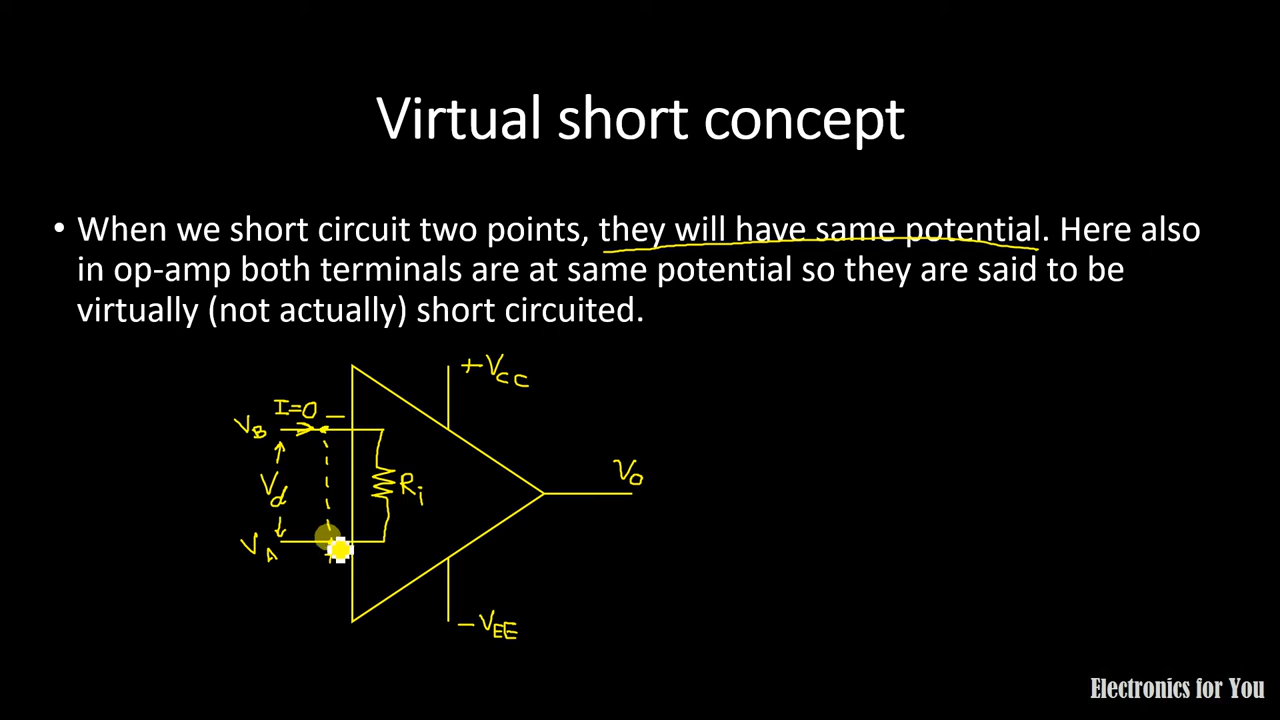 Virtual short concept
• When we short circuit two points, they will have same potential. Here also
in op-amp both terminals are at same potential so they are said to be
virtually (not actually) short circuited.
+VCC
I=0 −
VB
Vd
Ri
Vo
VA
+
−VEE
Electronics for You